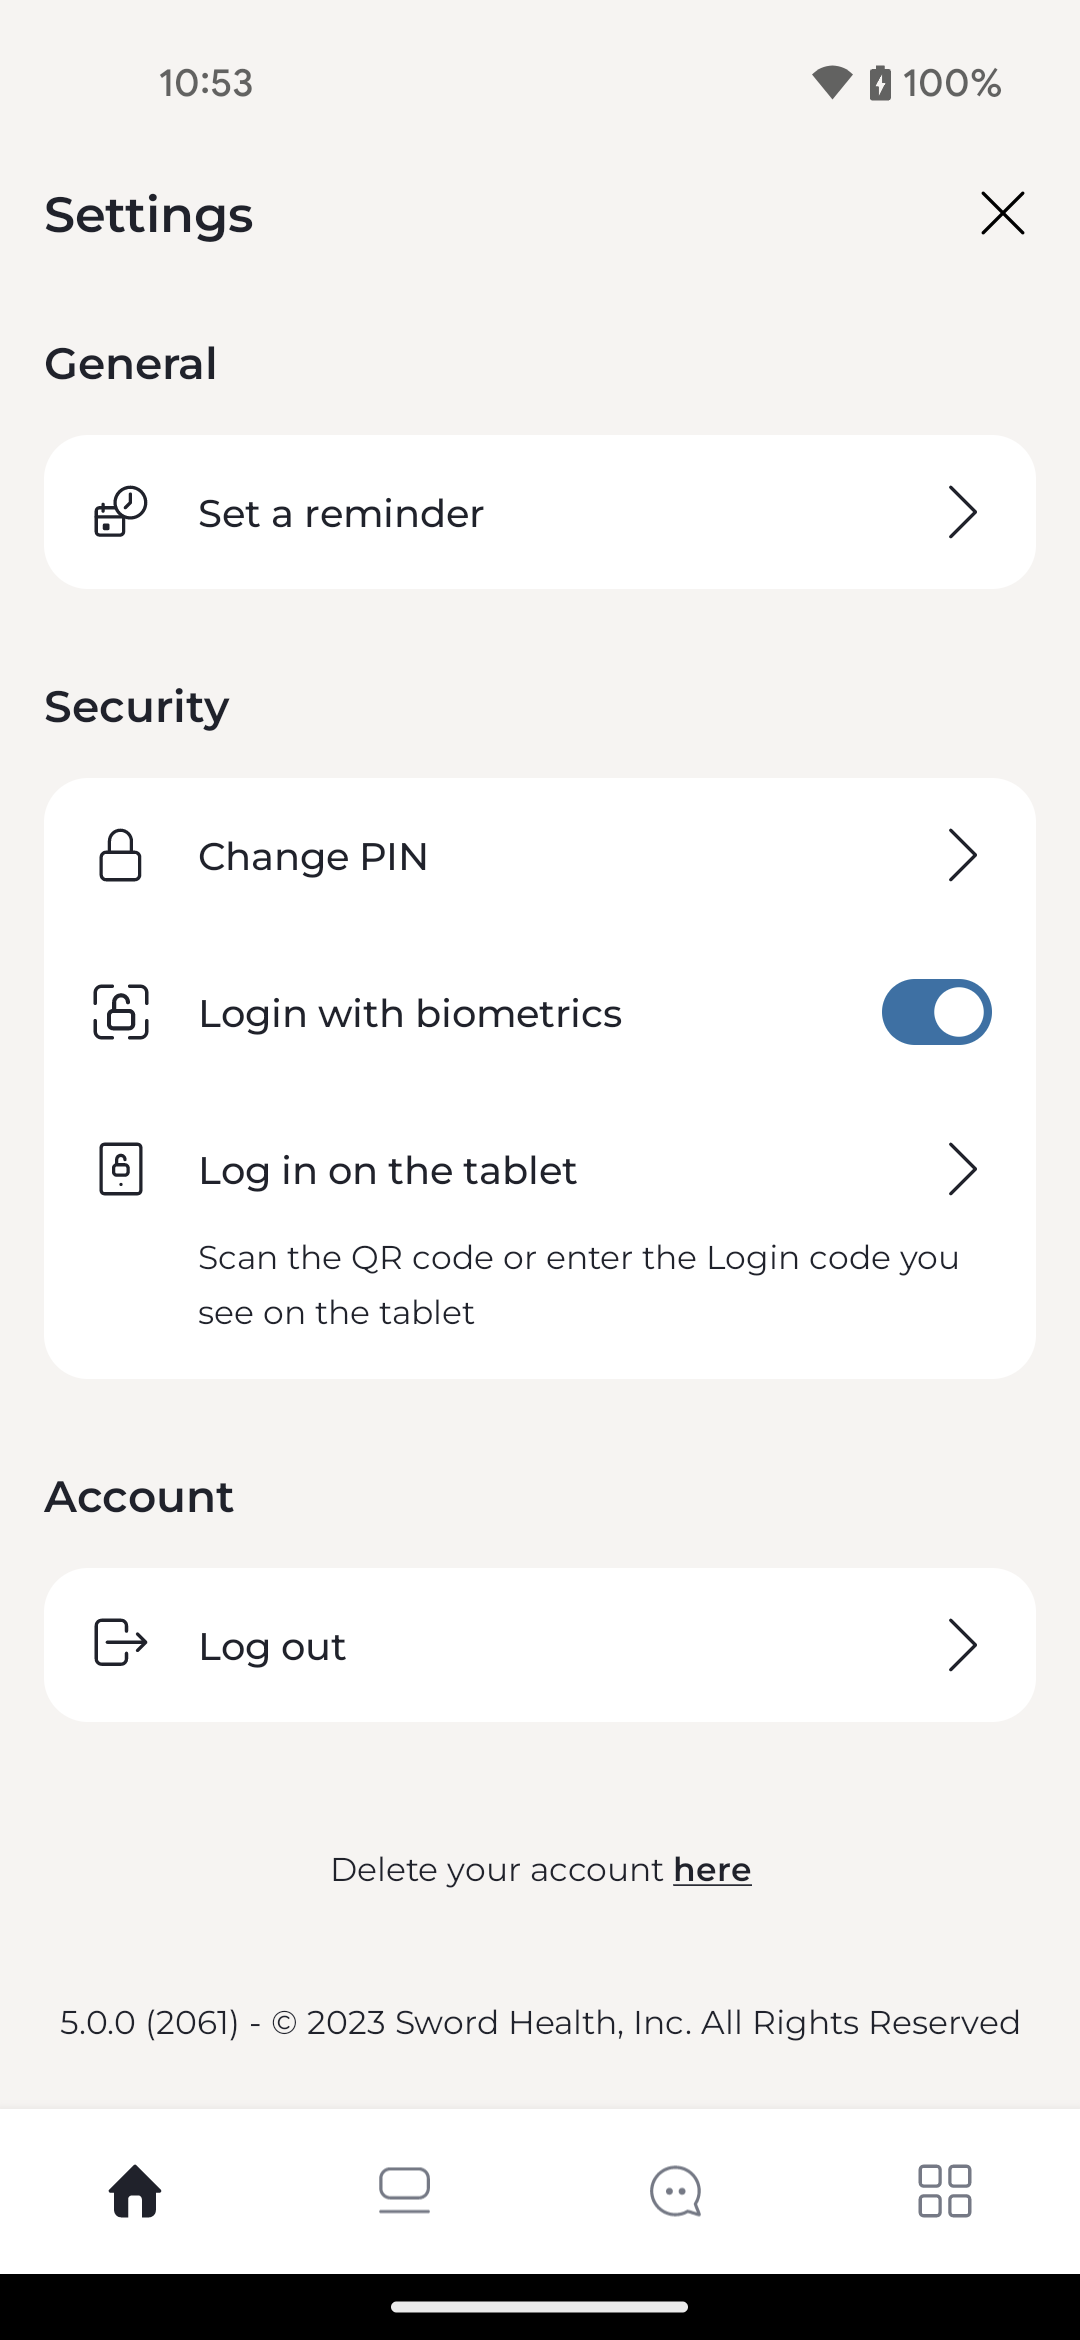 10:53
100%
Settings
General
Set a reminder
Security
Change PIN
Login with biometrics
Log in on the tablet
Scan the QR code or enter the Login code you
see on the tablet
Account
Log out
Delete your account here
5.0.0 (2061) - © 2023 Sword Health, Inc. All Rights Reserved